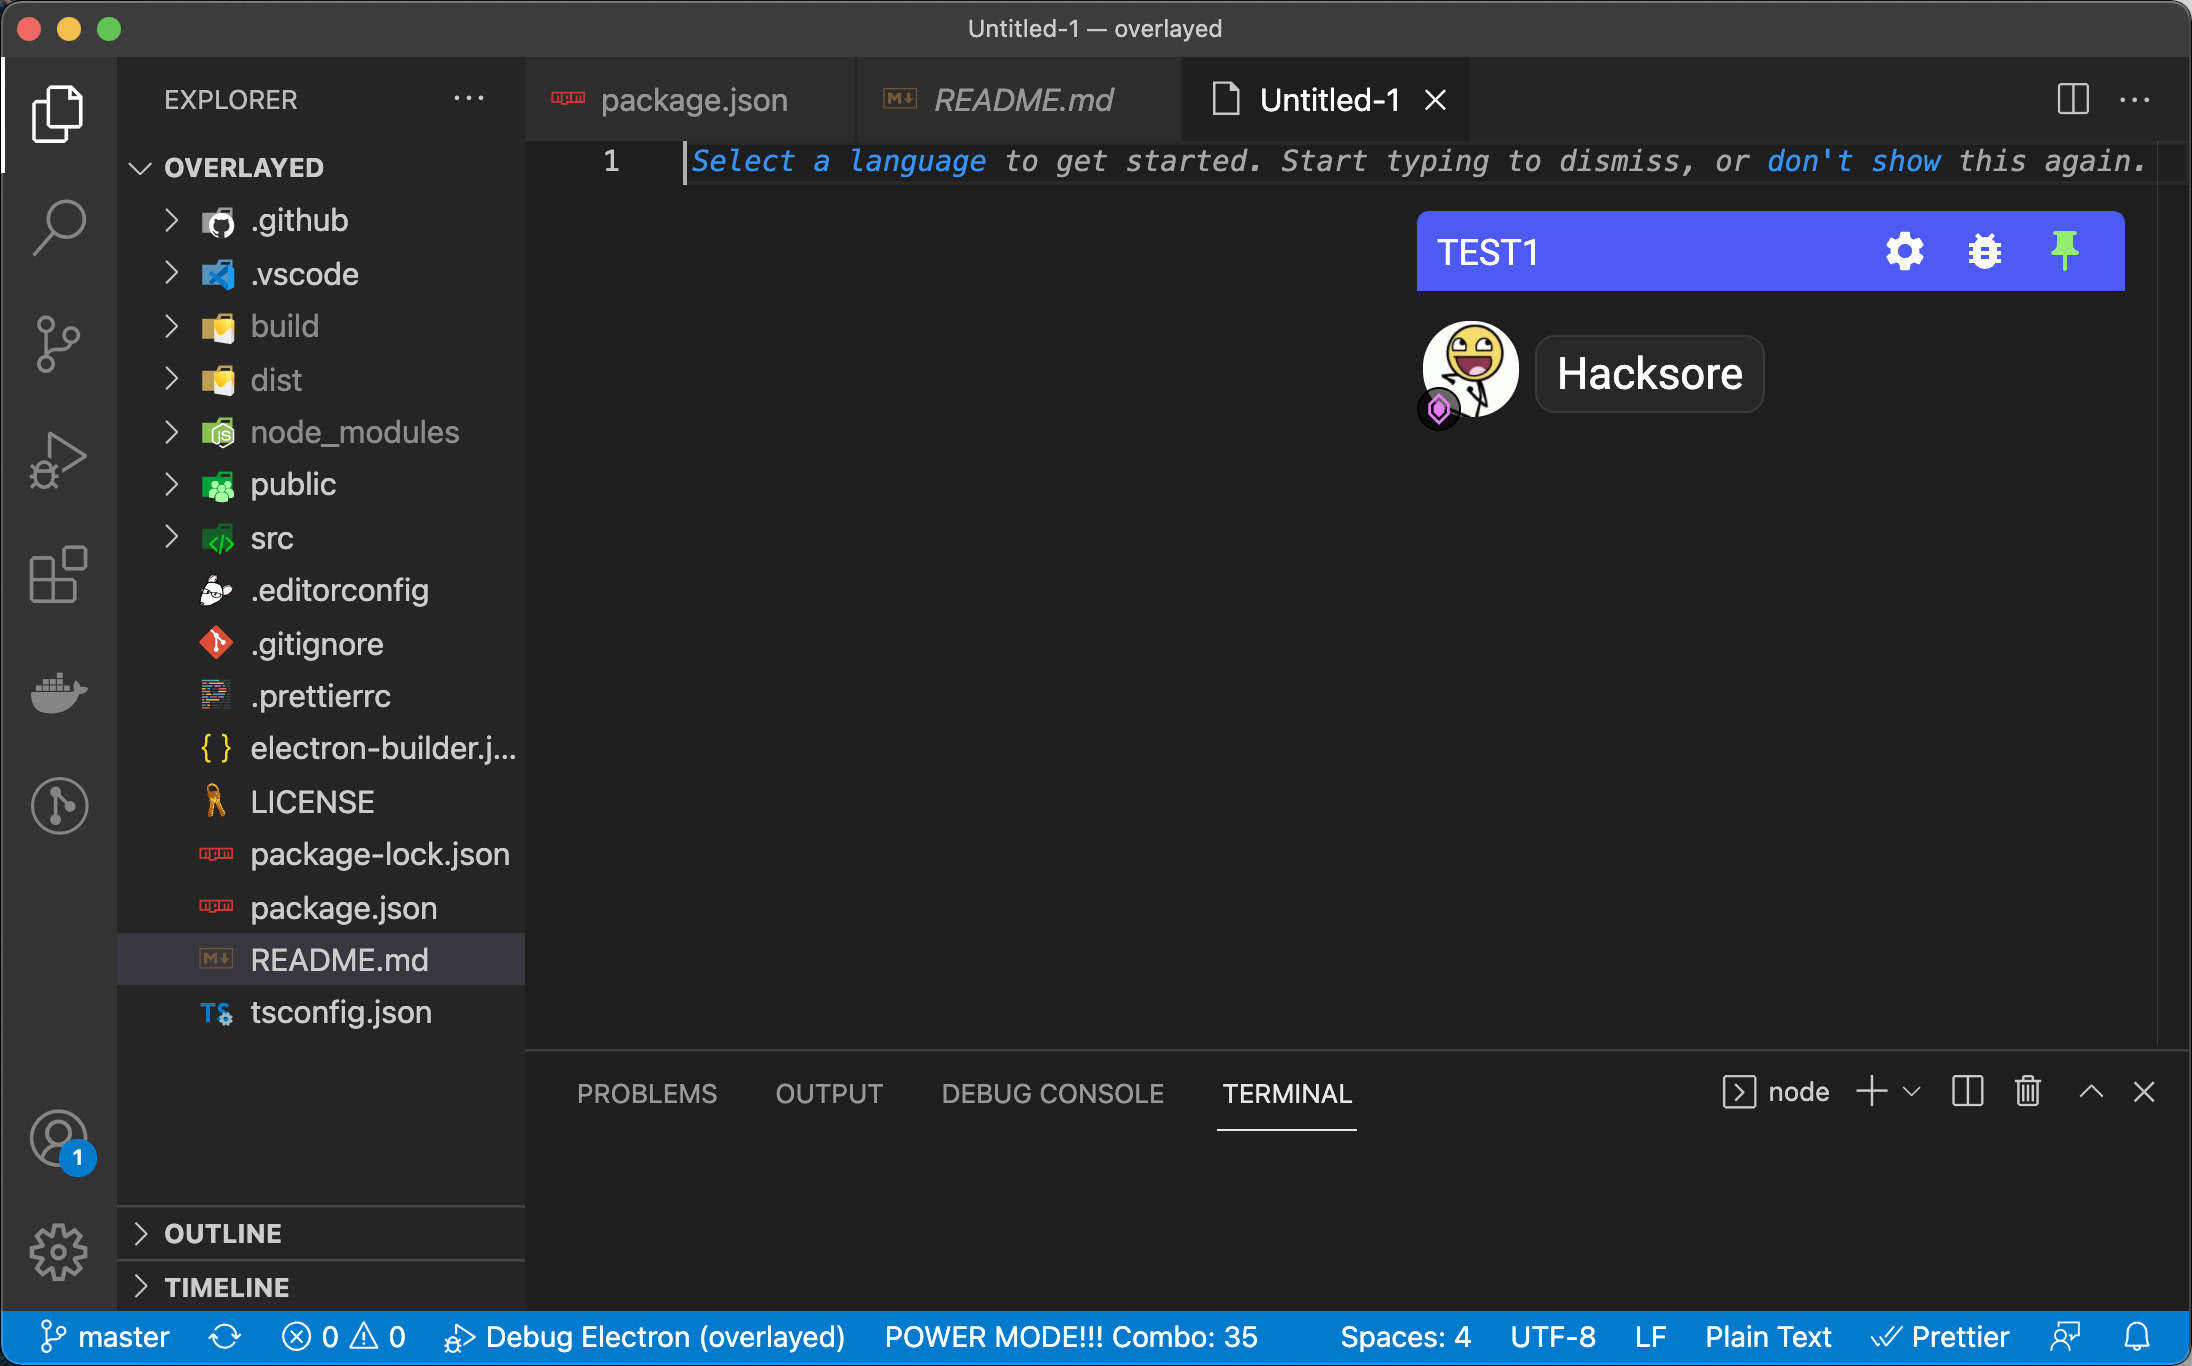 Untitled-1 — overlayed
EXPLORER
package.json
README.md
Untitled-1
OVERLAYED
.github
.vscode
build
dist
node_modules
public
src
.editorconfig
.gitignore
.prettierrc
electron-builder.j...
LICENSE
package-lock.json
package.json
README.md
tsconfig.json
OUTLINE
TIMELINE
1
1 Select a language to get started. Start typing to dismiss, or don't show this again.
TEST1
Hacksore
PROBLEMS OUTPUT DEBUG CONSOLE TERMINAL
node
master 0 0 Debug Electron (overlayed) POWER MODE!!! Combo: 35 Spaces: 4 UTF-8 LF Plain Text Prettier